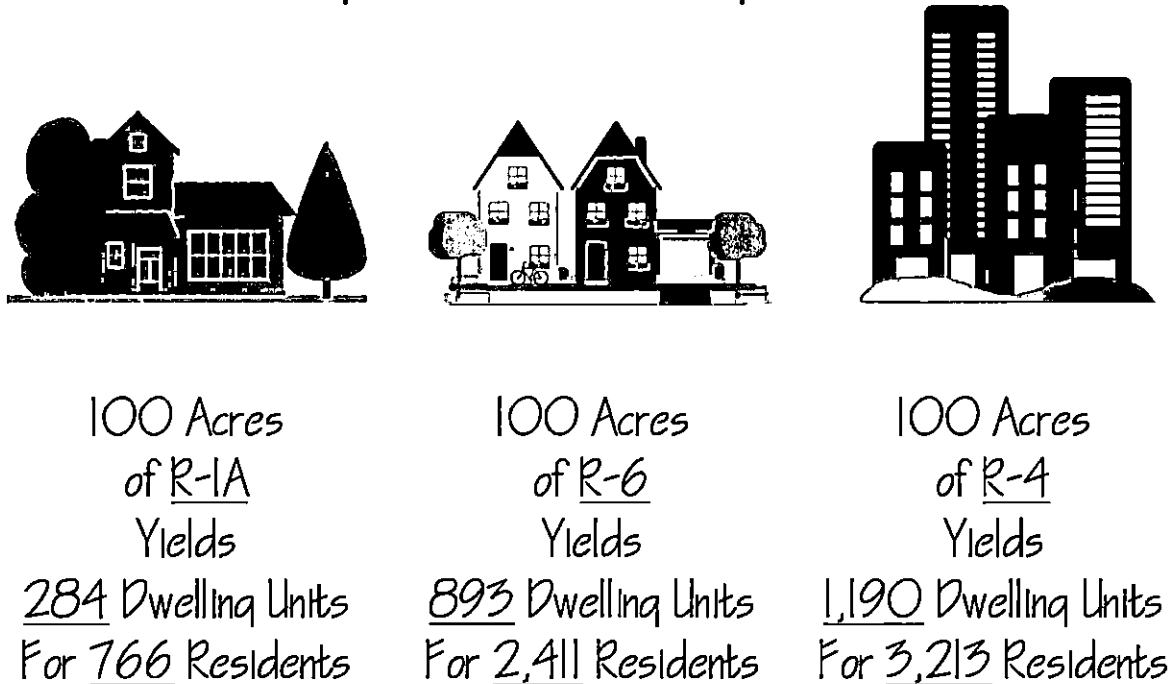 100 Acres
of R-1A
Yields
284 Dwelling Units
For 766 Residents
100 Acres
of R-6
Yields
893 Dwelling Units
For 2,411 Residents
100 Acres
of R-4
Yields
1,190 Dwelling Units
For 3,213 Residents